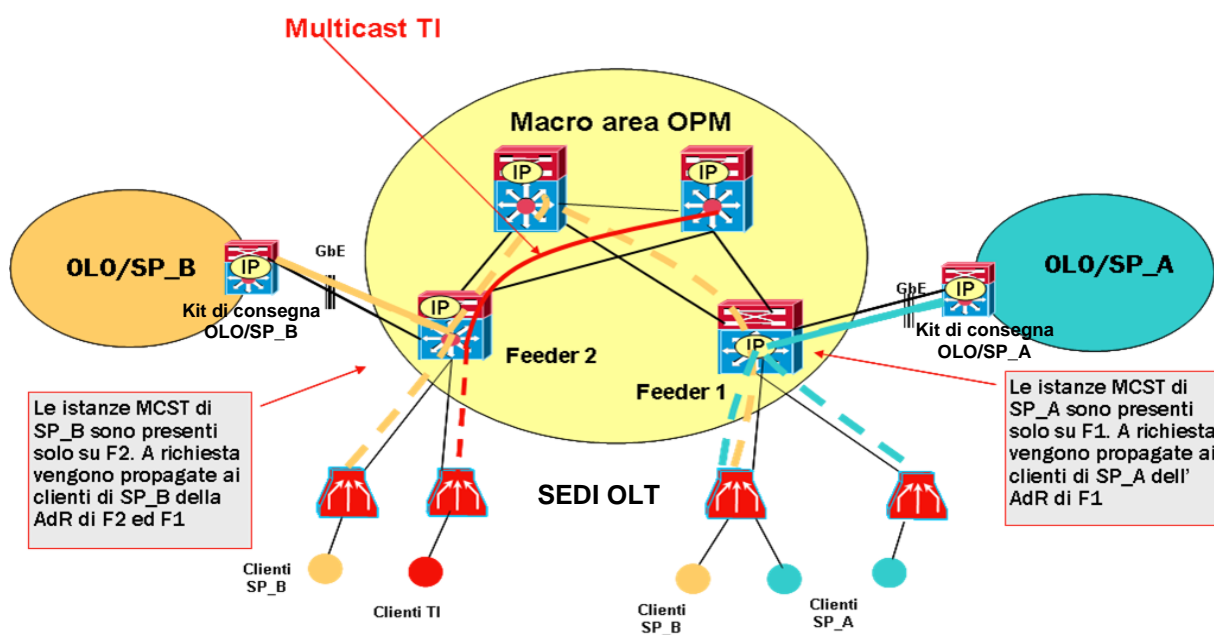 Multicast TI
Macro area OPM
IP
IP
OLO/SP_B
IP
GbE
Kit di consegna
OLO/SP_B
IP
Feeder 2
IP
Feeder 1
GbE
IP
OLO/SP_A
Kit di consegna
OLO/SP_A
Le istanze MCST di
SP_B sono presenti
solo su F2. A richiesta
vengono propagate ai
clienti di SP_B della
AdR di F2 ed F1
Le istanze MCST di
SP_A sono presenti
solo su F1. A richiesta
vengono propagate ai
clienti di SP_A dell'
AdR di F1
SEDI OLT
Clienti
SP_B
Clienti TI
Clienti
SP_B
Clienti
SP_A